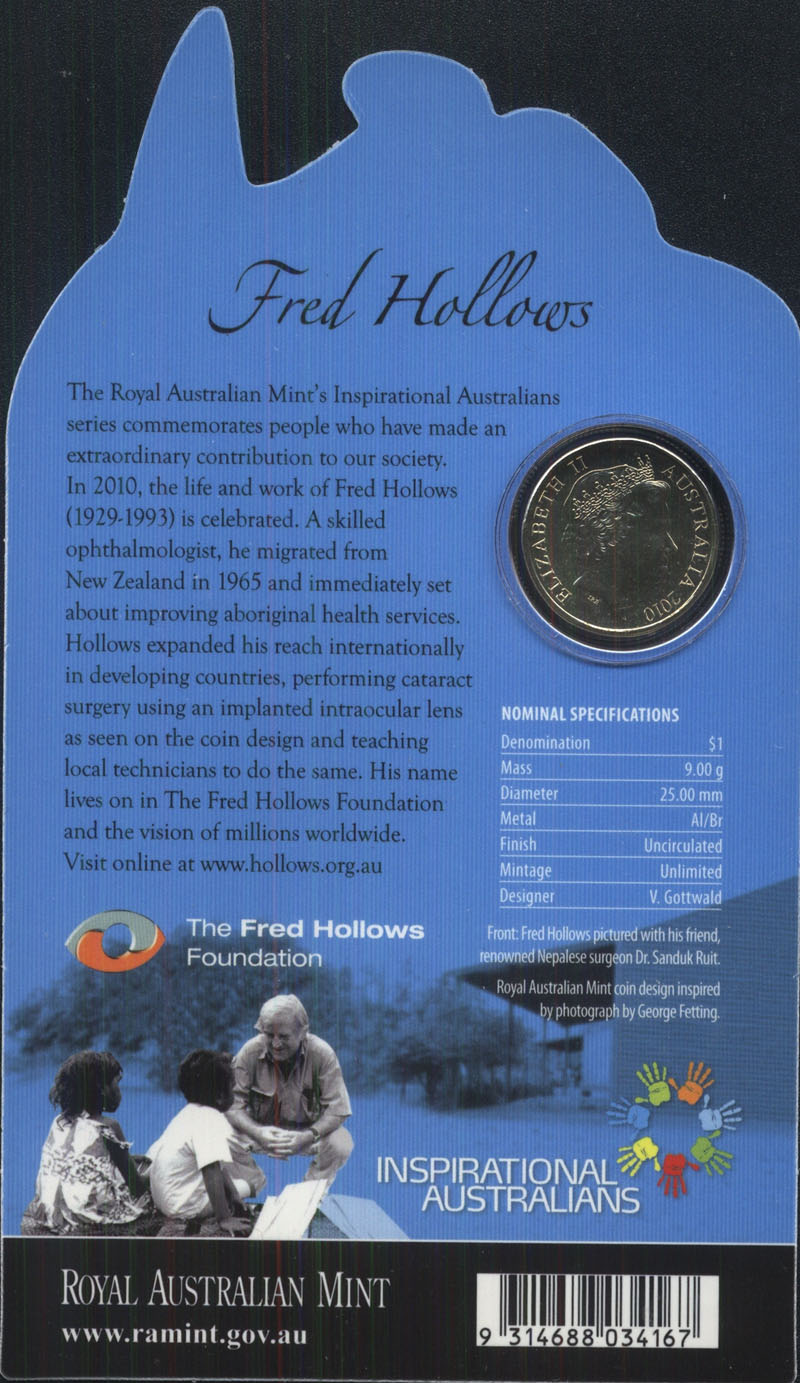 Fred Hollows
The Royal Australian Mint's Inspirational Australians
series commemorates people who have made an
extraordinary contribution to our society.
In 2010, the life and work of Fred Hollows
(1929-1993) is celebrated. A skilled
ophthalmologist, he migrated from
New Zealand in 1965 and immediately set
about improving aboriginal health services.
Hollows expanded his reach internationally
in developing countries, performing cataract
surgery using an implanted intraocular lens
as seen on the coin design and teaching
local technicians to do the same. His name
lives on in The Fred Hollows Foundation
and the vision of millions worldwide.
Visit online at www.hollows.org.au
ELIZABETH II AUSTRALIA 2010
NOMINAL SPECIFICATIONS
Denomination $1
Mass 9.00 g
Diameter 25.00 mm
Metal Al/Br
Finish Uncirculated
Mintage Unlimited
Designer V. Gottwald
The Fred Hollows
Foundation
Front: Fred Hollows pictured with his friend,
renowned Nepalese surgeon Dr. Sanduk Ruit.
Royal Australian Mint coin design inspired
by photograph by George Fetting.
INSPIRATIONAL
AUSTRALIANS
ROYAL AUSTRALIAN MINT
www.ramint.gov.au
9 314688 034167